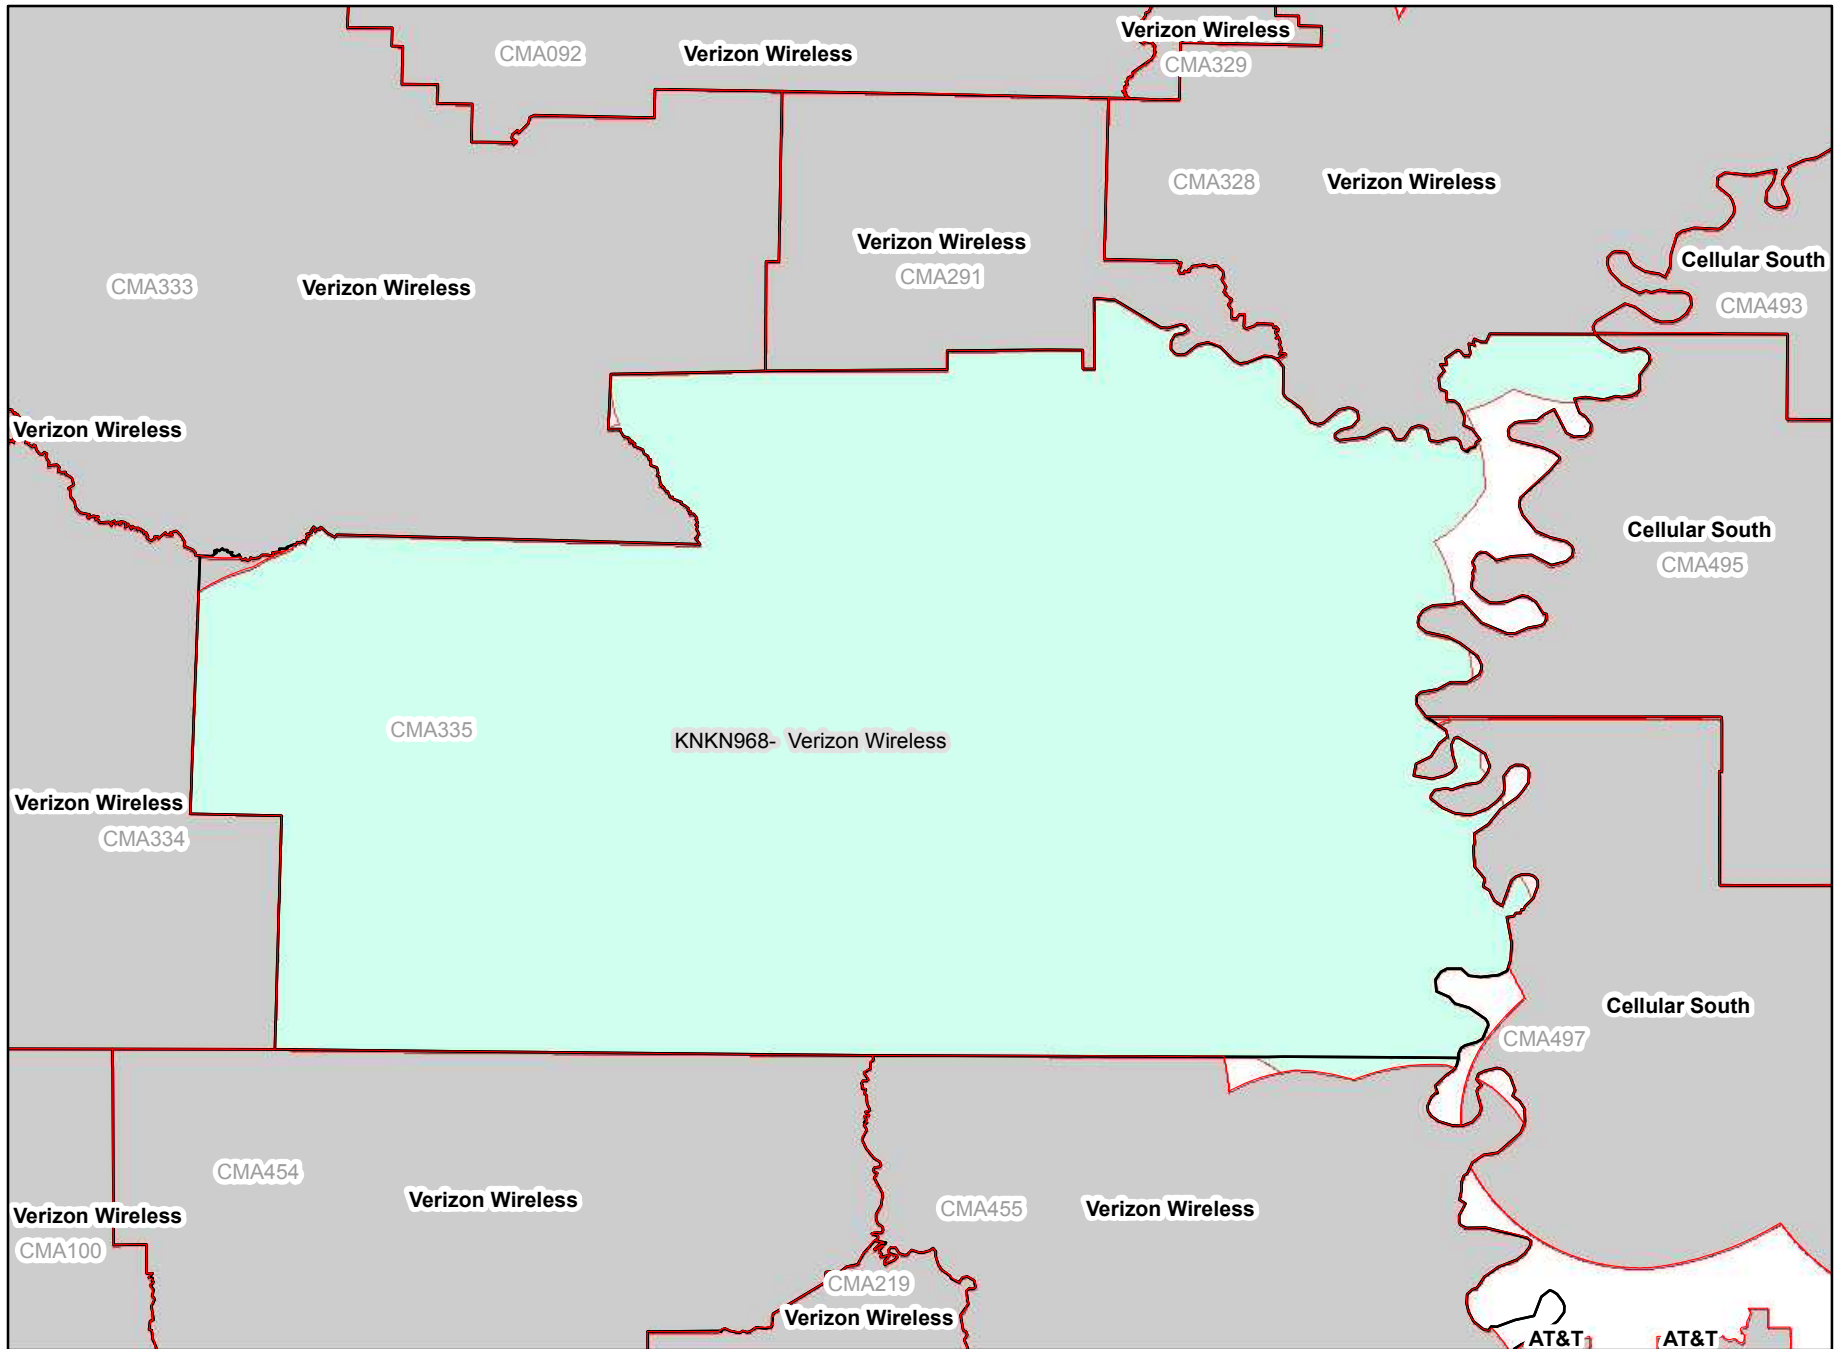 Verizon Wireless
CMA092
Verizon Wireless
CMA329
CMA328
Verizon Wireless
Verizon Wireless
CMA291
Cellular South
CMA493
CMA333
Verizon Wireless
Verizon Wireless
Cellular South
CMA495
CMA335
KNKN968- Verizon Wireless
Verizon Wireless
CMA334
Cellular South
CMA497
CMA454
Verizon Wireless
CMA455
Verizon Wireless
Verizon Wireless
CMA100
CMA219
Verizon Wireless
AT&T
AT&T